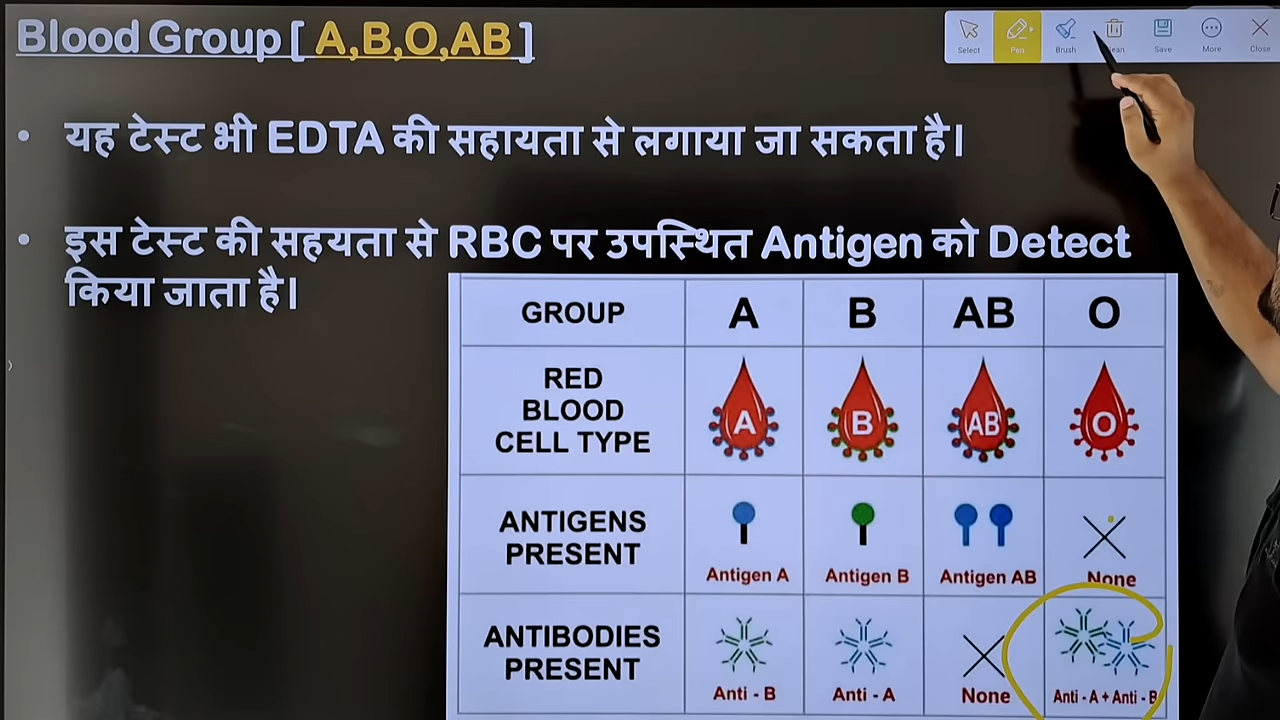 Blood Group [ A,B,O,AB ]
Select Pen Brush Save More Close
• यह टेस्ट भी EDTA की सहायता से लगाया जा सकता है।
• इस टेस्ट की सहयता से RBC पर उपस्थित Antigen को Detect
किया जाता है।
GROUP A B AB O
RED
BLOOD
CELL TYPE
A B AB O
ANTIGENS
PRESENT
Antigen A Antigen B Antigen AB None
ANTIBODIES
PRESENT
Anti - B Anti - A None Anti - A + Anti - B